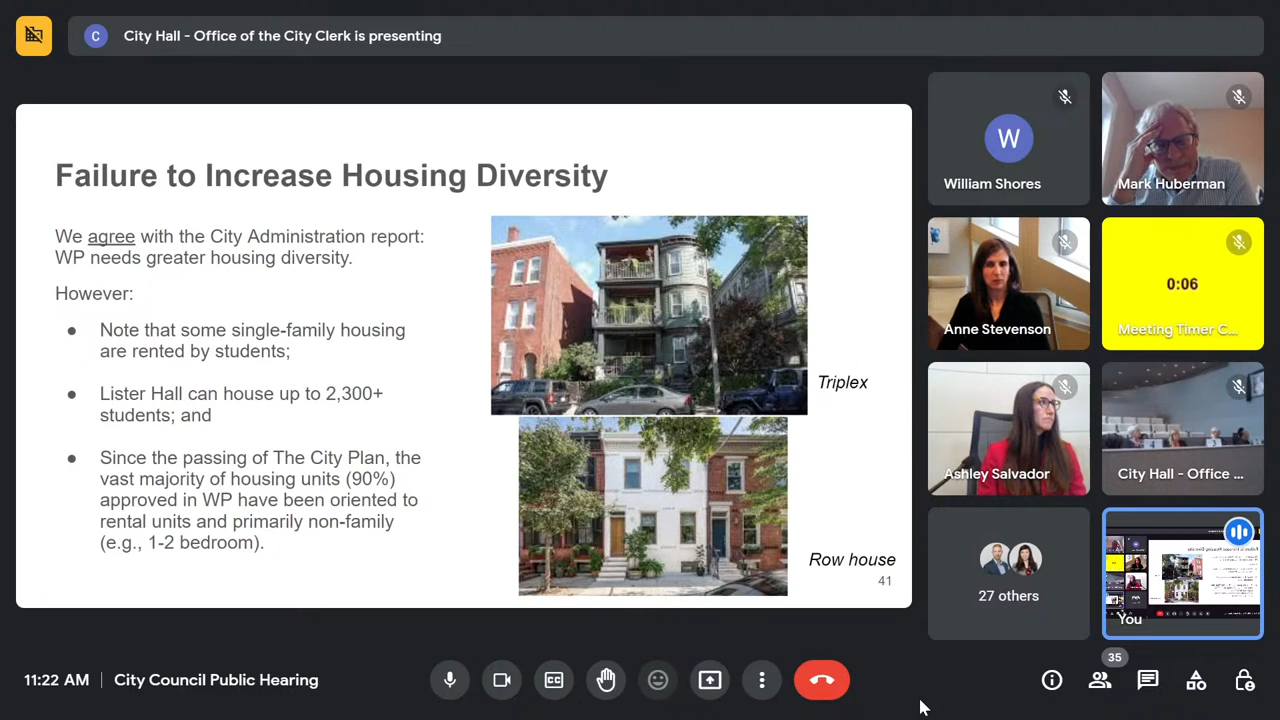 C
City Hall - Office of the City Clerk is presenting
Failure to Increase Housing Diversity
We agree with the City Administration report:
WP needs greater housing diversity.
However:
● Note that some single-family housing
are rented by students;
● Lister Hall can house up to 2,300+
students; and
● Since the passing of The City Plan, the
vast majority of housing units (90%)
approved in WP have been oriented to
rental units and primarily non-family
(e.g., 1-2 bedroom).
Triplex
Row house
41
W
William Shores
Mark Huberman
Anne Stevenson
0:06
Meeting Timer C...
Ashley Salvador
City Hall - Office ...
27 others
You
11:22 AM | City Council Public Hearing
CC
35